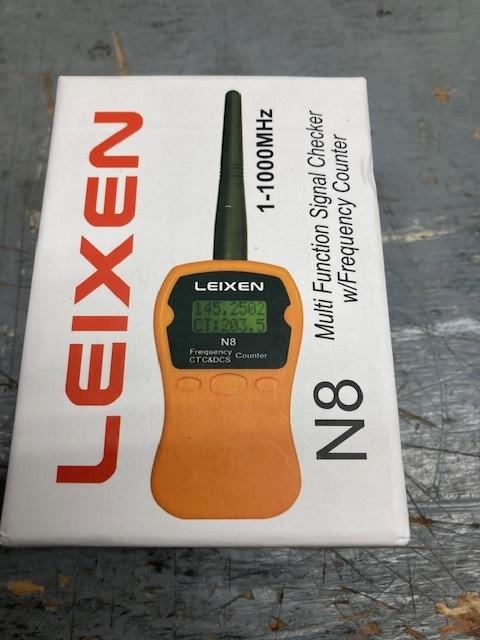 LEIXEN
1-1000MHz
Multi Function Signal Checker
w/Frequency Counter
N8
LEIXEN
145.2502
CT:203.5
N8
Frequency
CTC&DCS
Counter